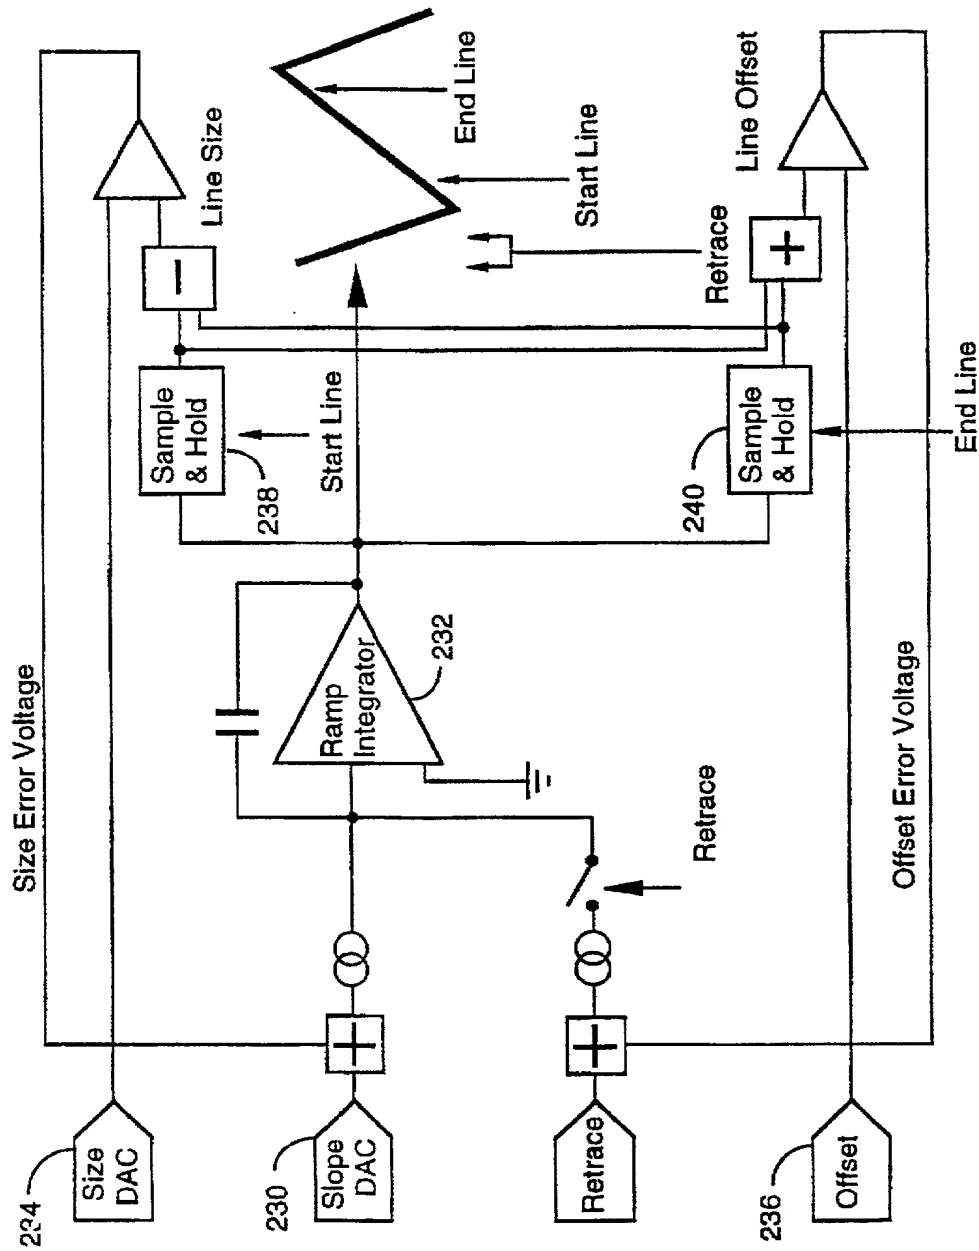 Size Error Voltage
234
Size
DAC
Line Size
Sample
& Hold
238
Start Line
230
Slope
DAC
Ramp
Integrator
232
End Line
Start Line
Retrace
Retrace
Retrace
Sample
& Hold
240
End Line
Line Offset
236
Offset
Offset Error Voltage